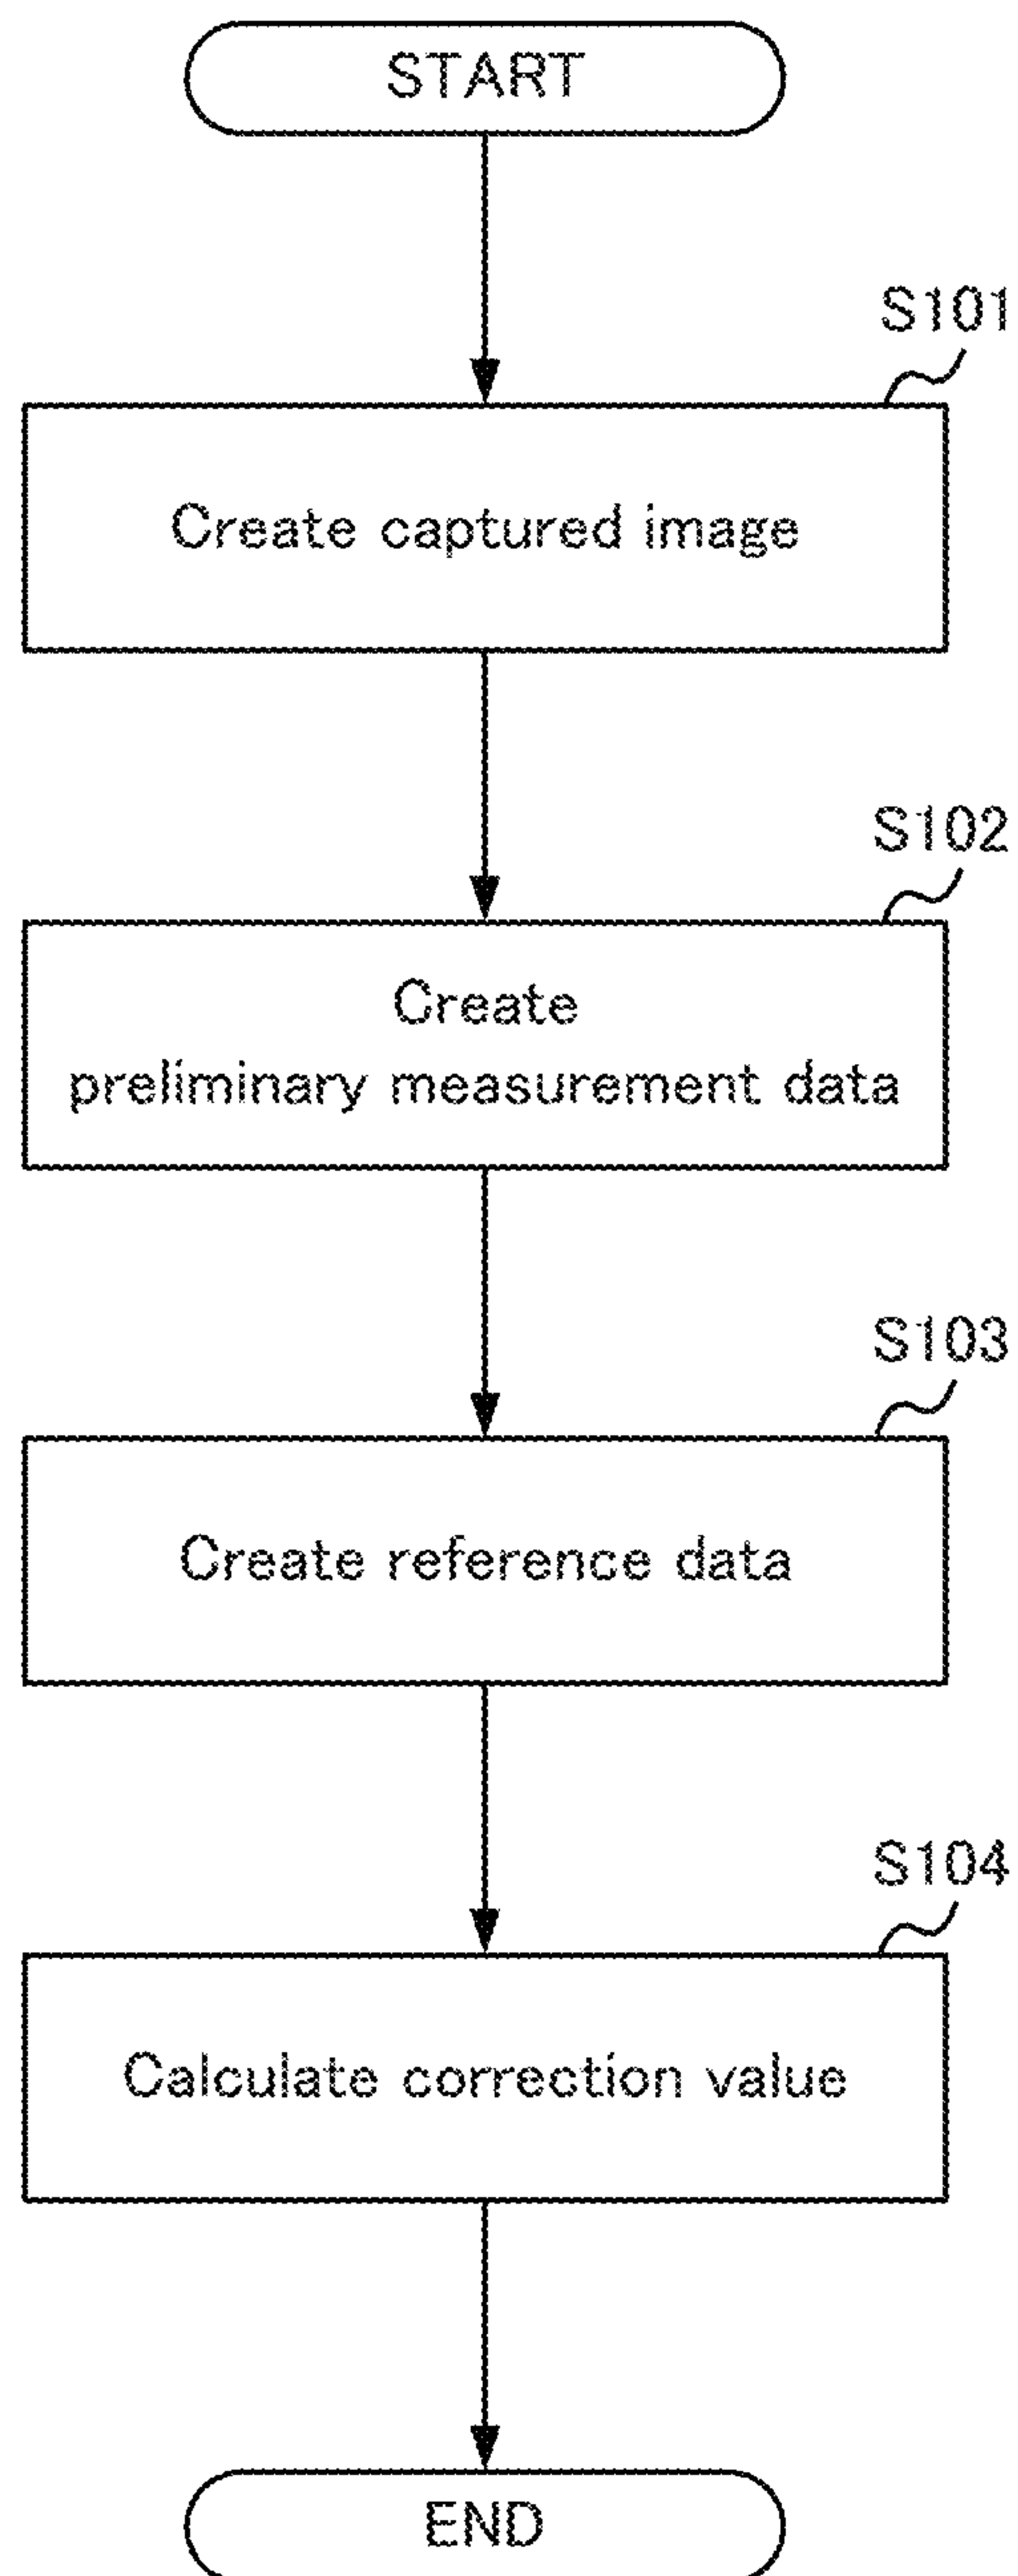 START
S101
Create captured image
S102
Create
preliminary measurement data
S103
Create reference data
S104
Calculate correction value
END